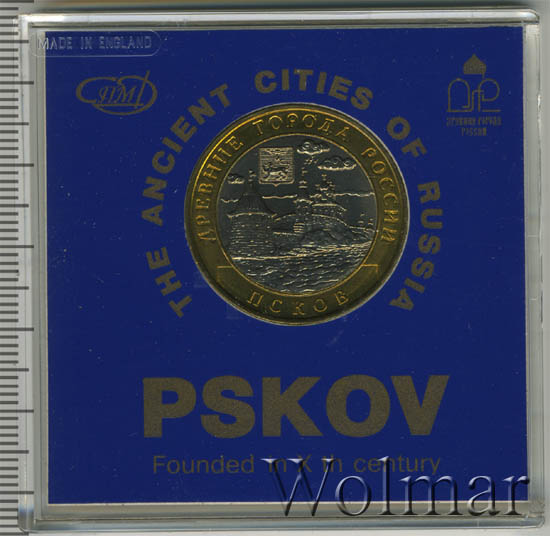 MADE IN ENGLAND
СПМД
ДРЕВНИЕ ГОРОДА
РОССИИ
THE ANCIENT CITIES OF RUSSIA
ДРЕВНИЕ ГОРОДА РОССИИ
ПСКОВ
PSKOV
Founded in X th century
Wolmar